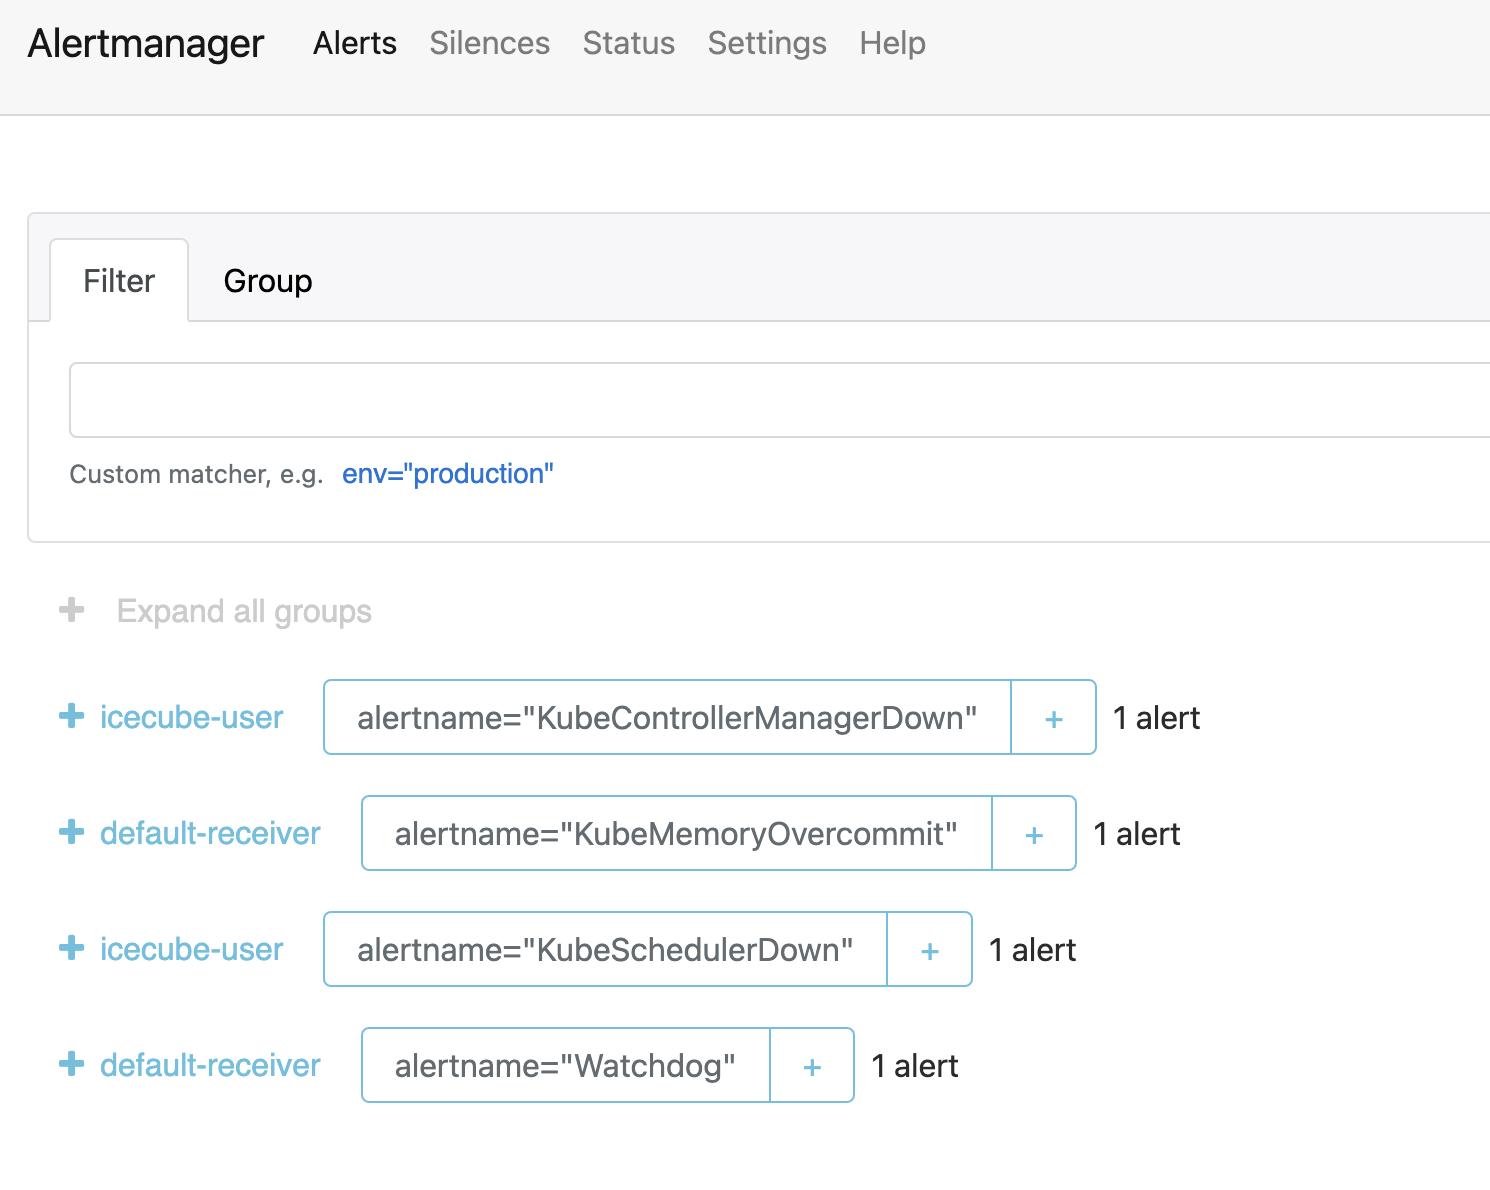 Alertmanager Alerts Silences Status Settings Help
Filter Group
Custom matcher, e.g. env="production"
+ Expand all groups
+ icecube-user alertname="KubeControllerManagerDown" + 1 alert
+ default-receiver alertname="KubeMemoryOvercommit" + 1 alert
+ icecube-user alertname="KubeSchedulerDown" + 1 alert
+ default-receiver alertname="Watchdog" + 1 alert